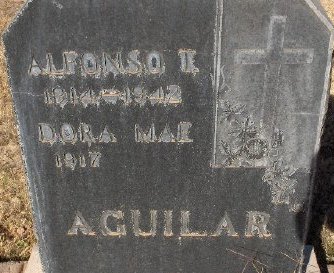 ALFONSO T.
1914-1942
DORA MAE
1917
AGUILAR